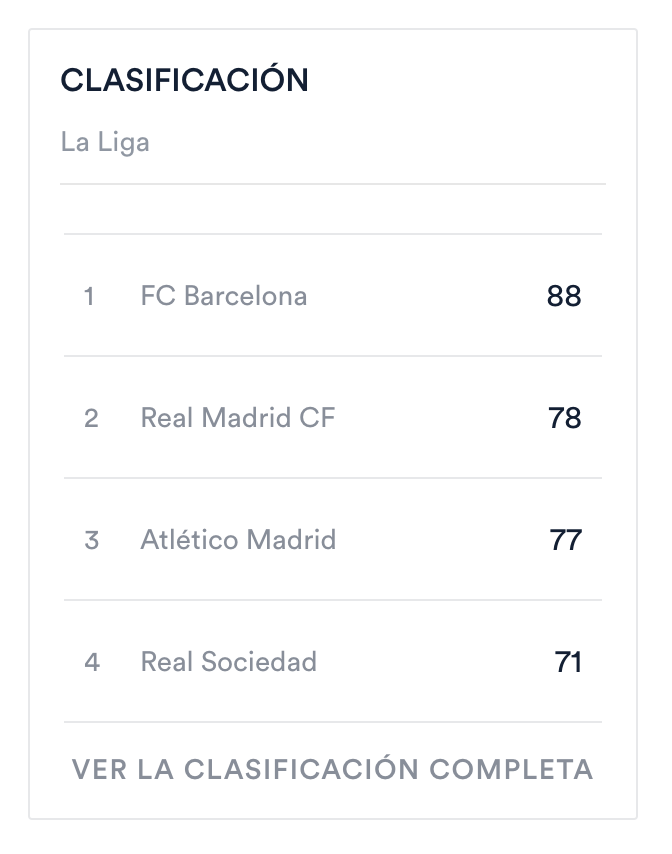 CLASIFICACIÓN
La Liga
1 FC Barcelona 88
2 Real Madrid CF 78
3 Atlético Madrid 77
4 Real Sociedad 71
VER LA CLASIFICACIÓN COMPLETA